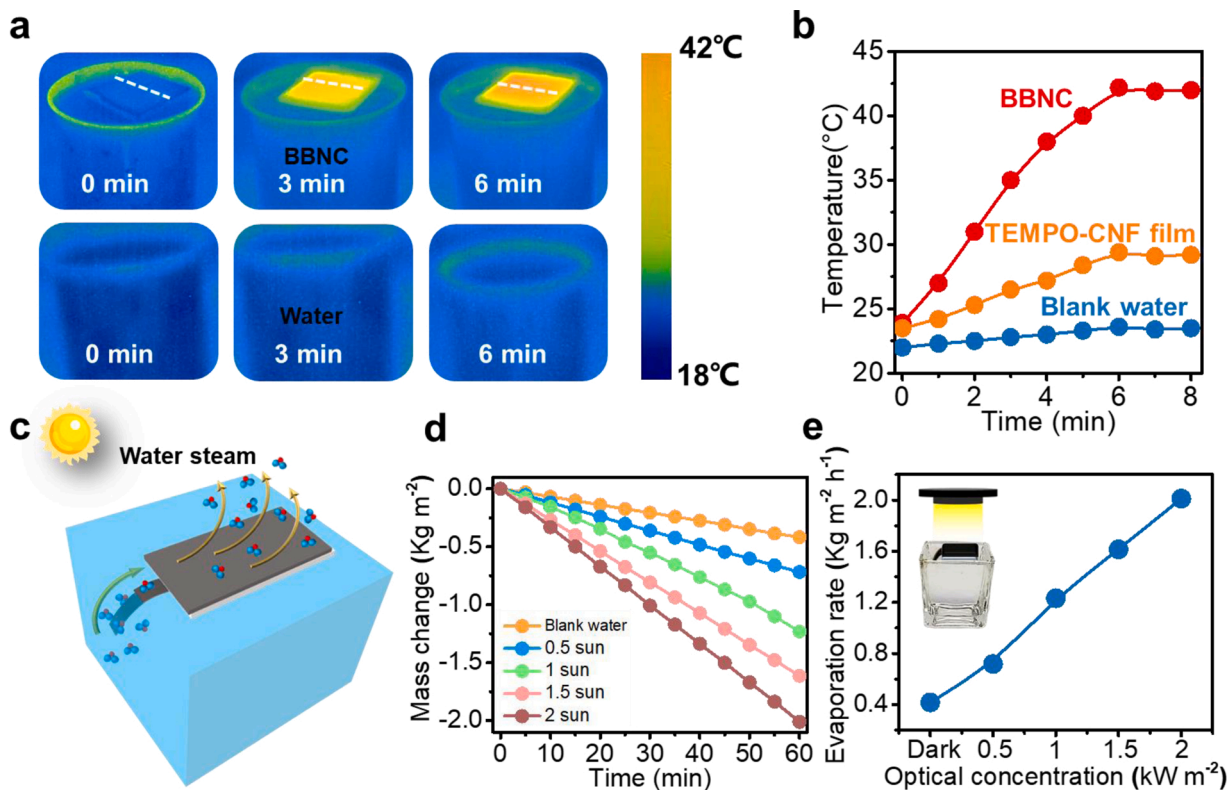 a
42℃
0 min
BBNC
3 min
6 min
0 min
Water
3 min
6 min
18℃
b
Temperature(°C)
45
40
35
30
25
20
BBNC
TEMPO-CNF film
Blank water
0 2 4 6 8
Time (min)
c
Water steam
d
Mass change (Kg m⁻²)
0.0
-0.5
-1.0
-1.5
-2.0
Blank water
0.5 sun
1 sun
1.5 sun
2 sun
0 10 20 30 40 50 60
Time (min)
e
Evaporation rate (Kg m⁻² h⁻¹)
2.0
1.6
1.2
0.8
0.4
Dark 0.5 1 1.5 2
Optical concentration (kW m⁻²)